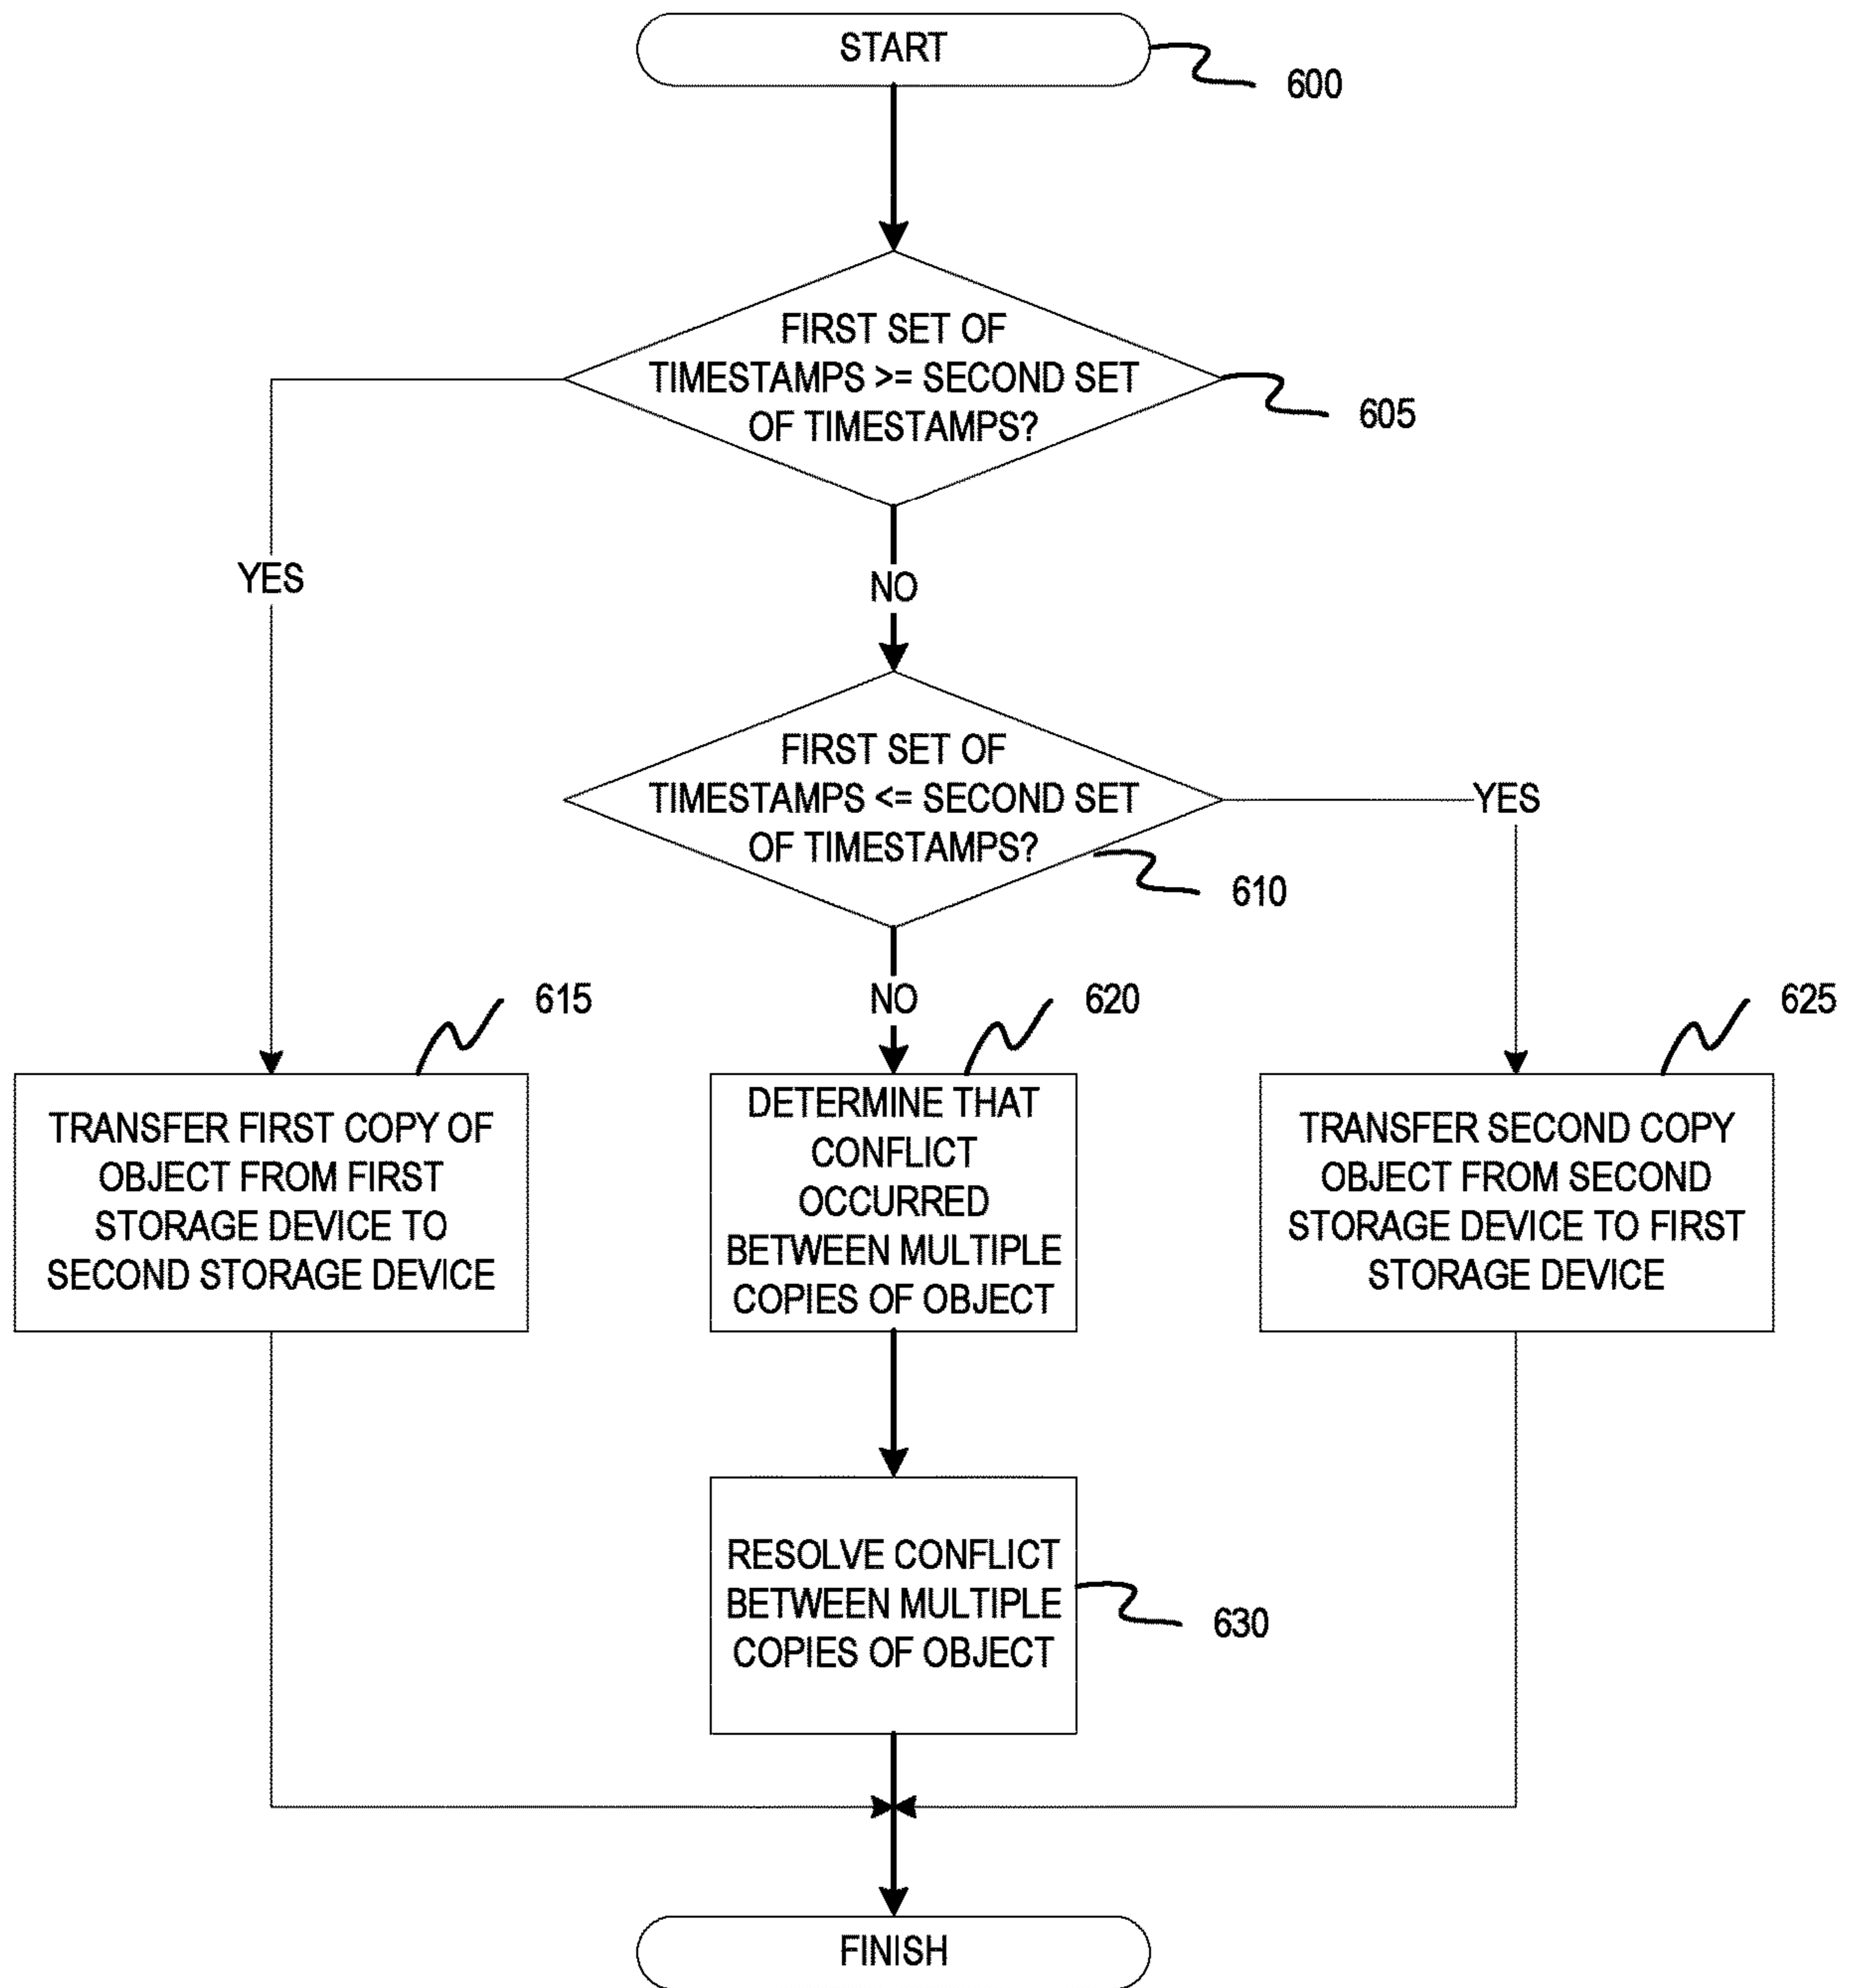 START
600
FIRST SET OF
TIMESTAMPS >= SECOND SET
OF TIMESTAMPS?
605
YES
NO
FIRST SET OF
TIMESTAMPS <= SECOND SET
OF TIMESTAMPS?
YES
610
615
NO
620
625
TRANSFER FIRST COPY OF
OBJECT FROM FIRST
STORAGE DEVICE TO
SECOND STORAGE DEVICE
DETERMINE THAT
CONFLICT
OCCURRED
BETWEEN MULTIPLE
COPIES OF OBJECT
TRANSFER SECOND COPY
OBJECT FROM SECOND
STORAGE DEVICE TO FIRST
STORAGE DEVICE
RESOLVE CONFLICT
BETWEEN MULTIPLE
COPIES OF OBJECT
630
FINISH